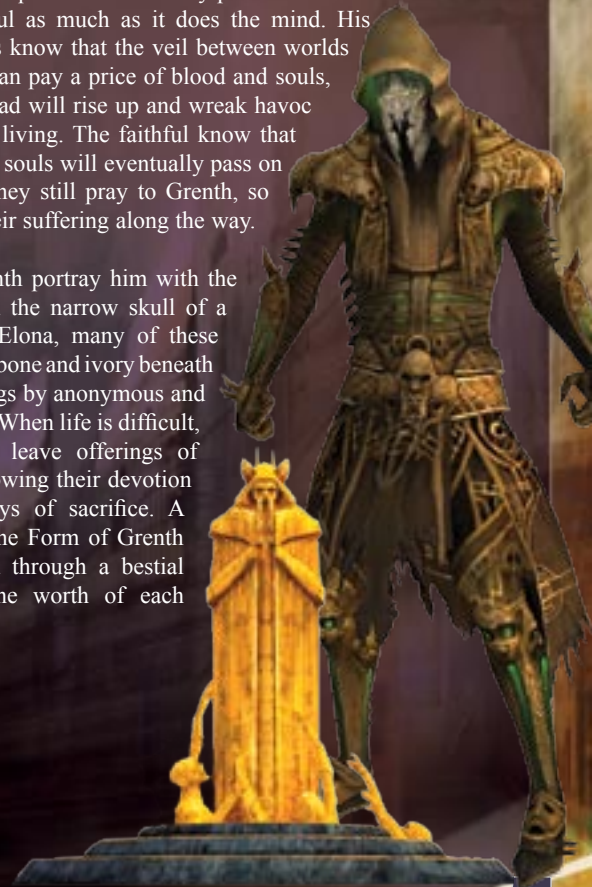 ul as much as it does the mind. His
s know that the veil between worlds
an pay a price of blood and souls,
ad will rise up and wreak havoc
living. The faithful know that
souls will eventually pass on
hey still pray to Grenth, so
eir suffering along the way.
nth portray him with the
the narrow skull of a
Elona, many of these
bone and ivory beneath
gs by anonymous and
When life is difficult,
leave offerings of
owing their devotion
ys of sacrifice. A
he Form of Grenth
through a bestial
he worth of each